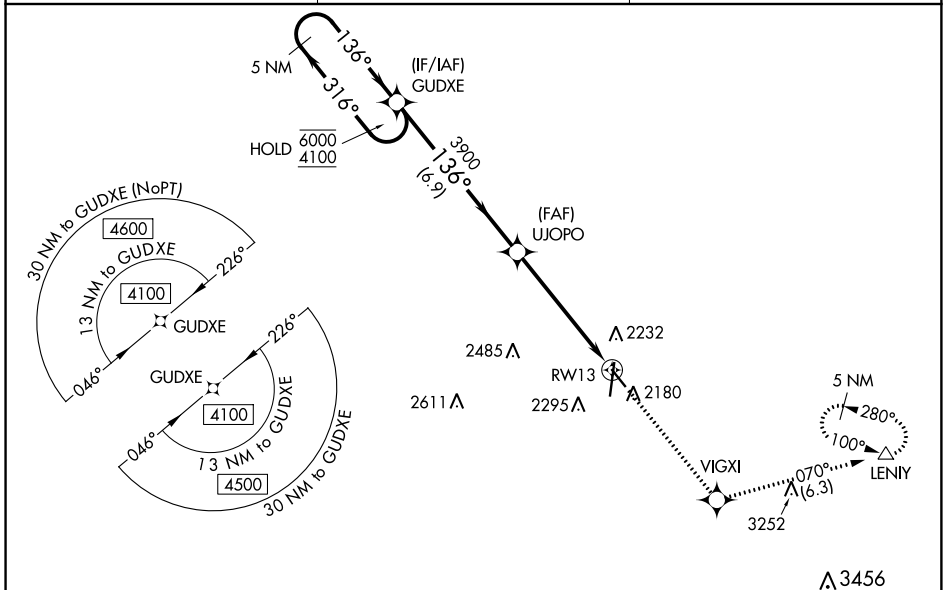 136°
5 NM
316°
(IF/IAF)
GUDXE
HOLD
6000
4100
3900
136°
(6.9)
(FAF)
UJOPO
30 NM to GUDXE (NoPT)
4600
13 NM to GUDXE
4100
226°
046°
GUDXE
226°
GUDXE
046°
4100
13 NM to GUDXE
4500
30 NM to GUDXE
2232
2485
RW13
2611
2295
2180
5 NM
280°
100°
LENIY
VIGXI
070°
(6.3)
3252
3456